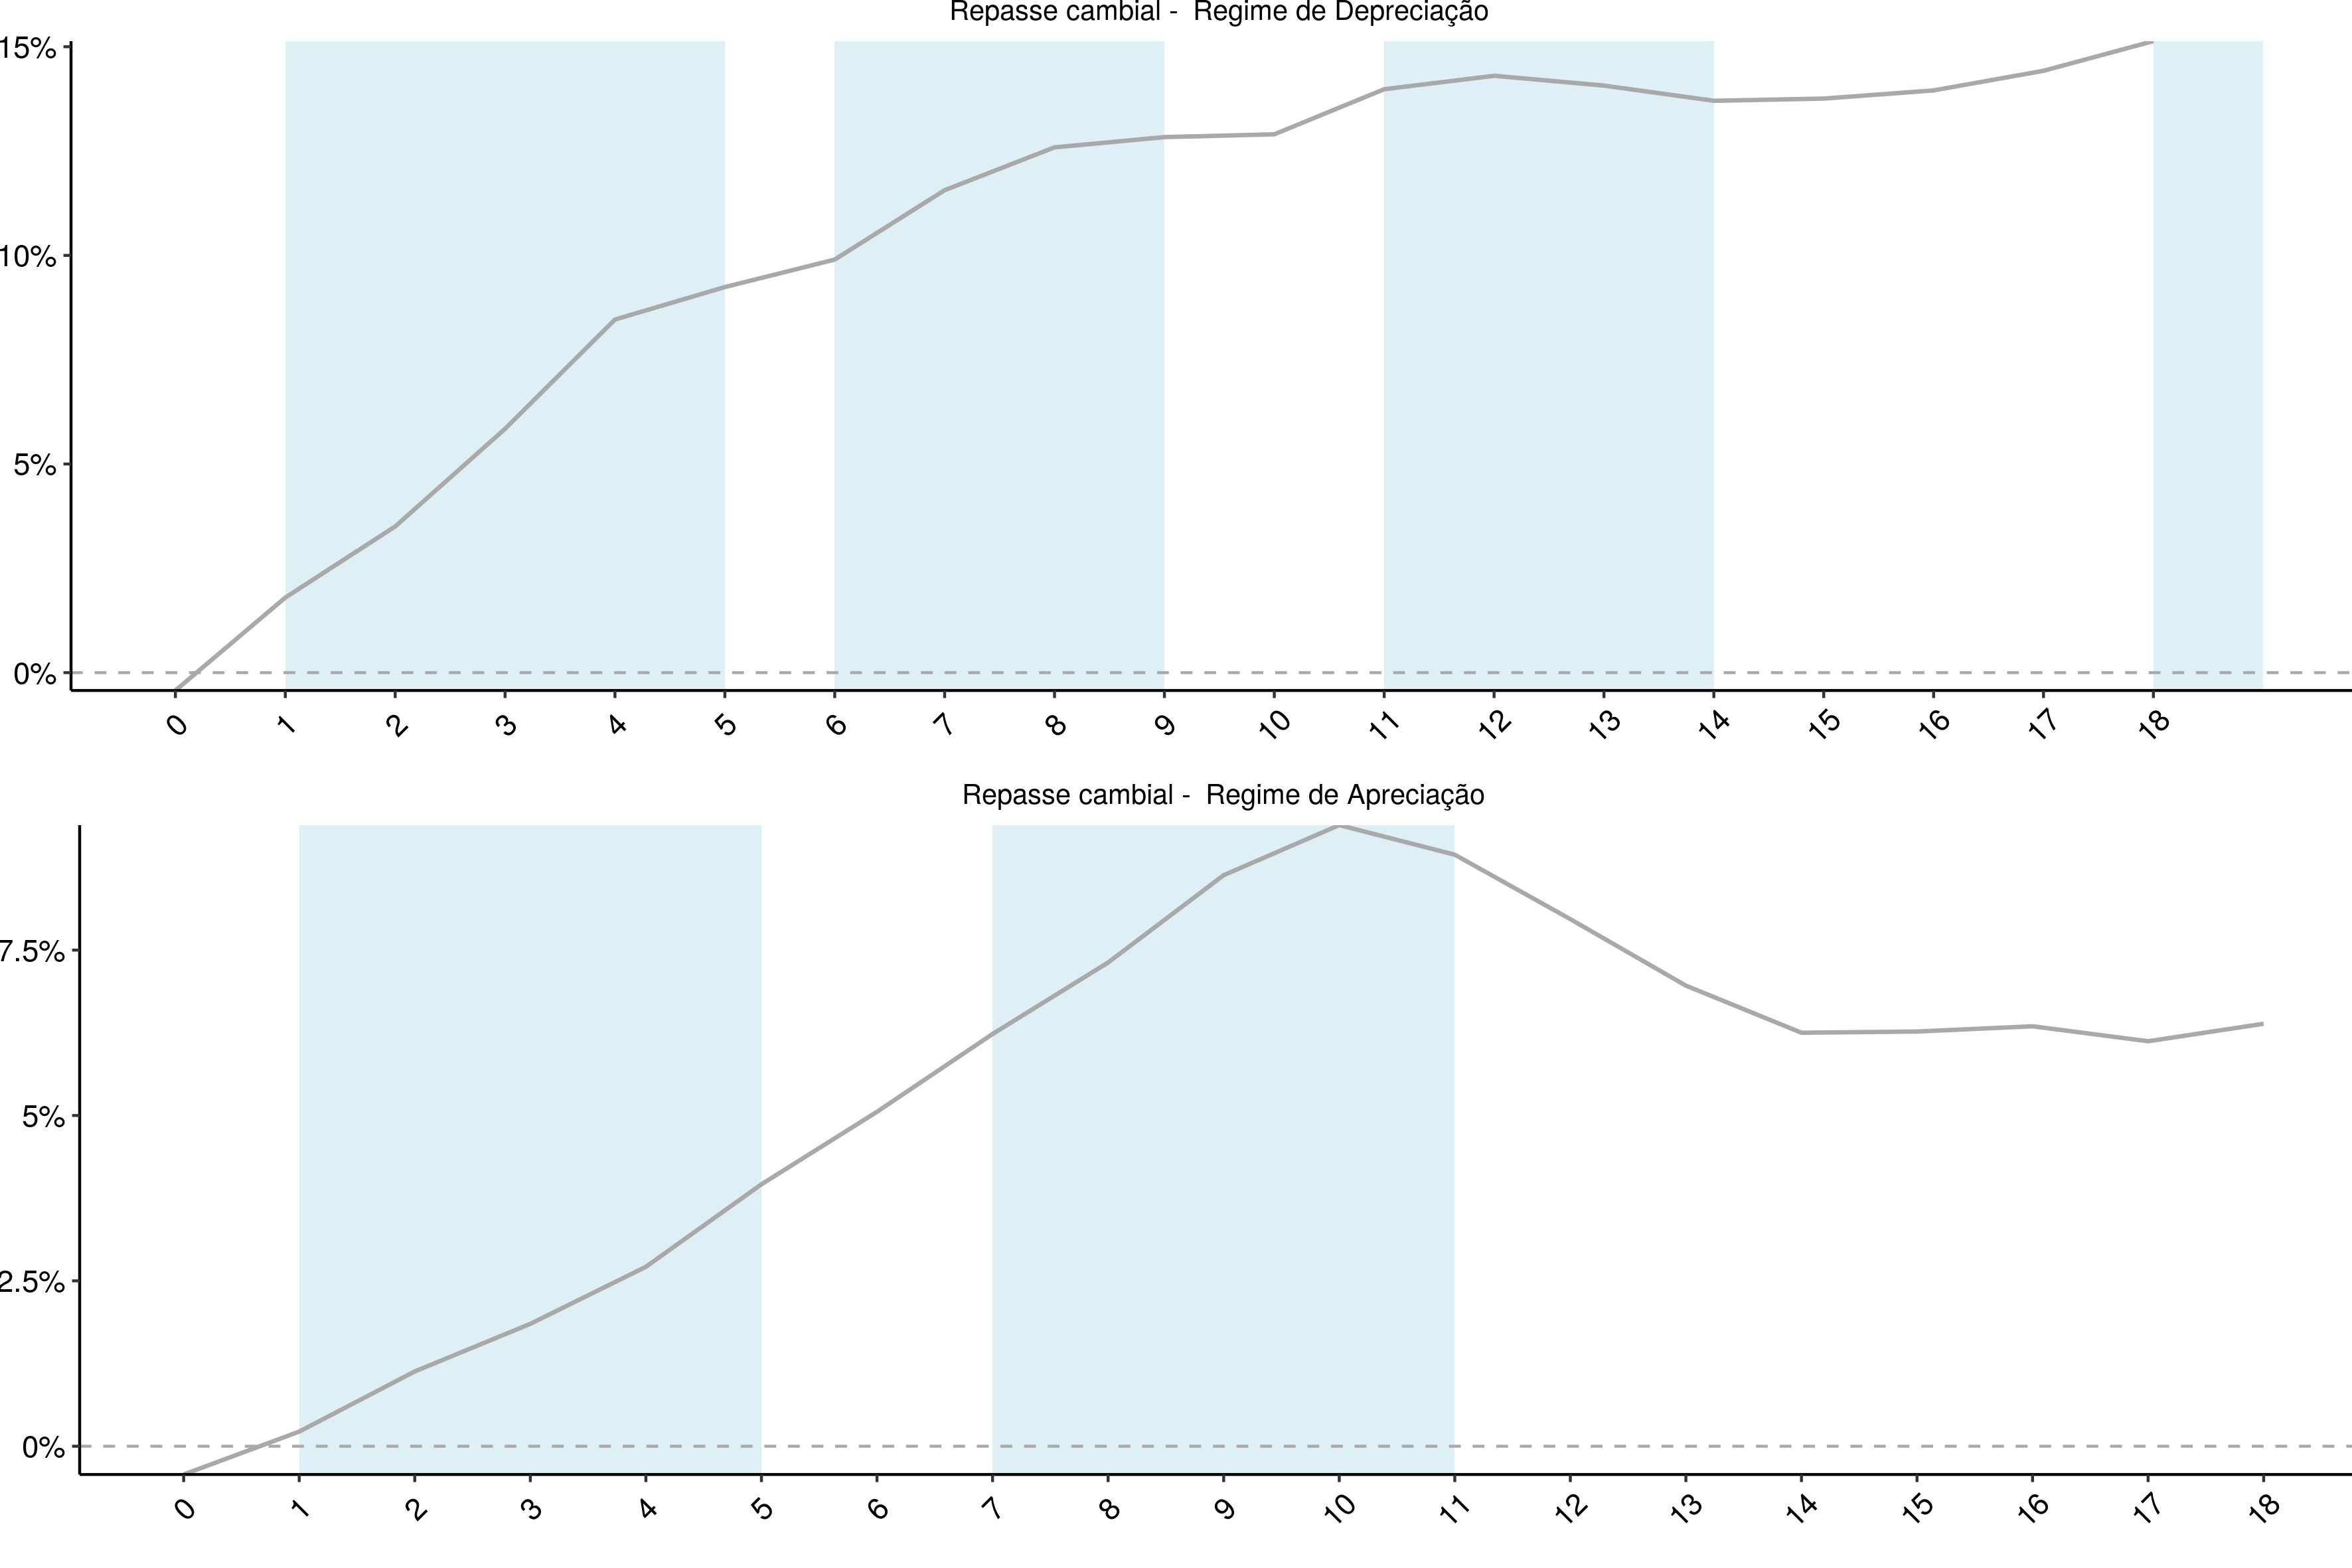 Repasse cambial -  Regime de Depreciação
15%
10%
5%
0%
0 1 2 3 4 5 6 7 8 9 10 11 12 13 14 15 16 17 18
Repasse cambial -  Regime de Apreciação
7.5%
5%
2.5%
0%
0 1 2 3 4 5 6 7 8 9 10 11 12 13 14 15 16 17 18